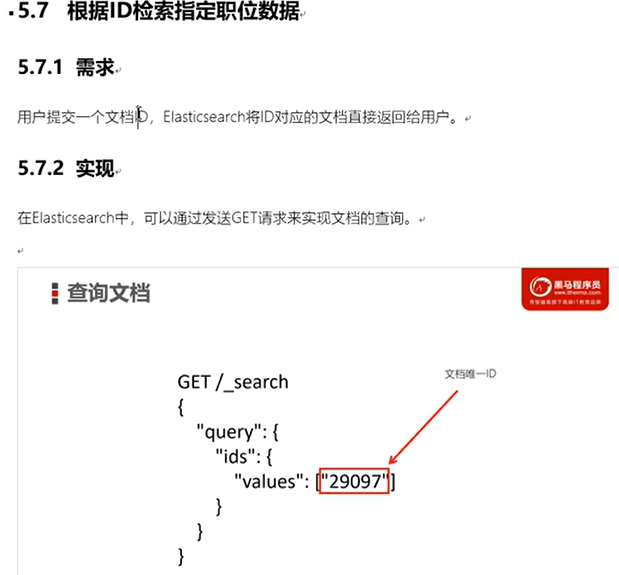 5.7 根据ID检索指定职位数据
5.7.1 需求
用户提交一个文档ID，Elasticsearch将ID对应的文档直接返回给用户。
5.7.2 实现
在Elasticsearch中，可以通过发送GET请求来实现文档的查询。
查询文档
黑马程序员
www.itheima.com
传智播客旗下高端IT教育品牌
文档唯一ID
GET /_search
{
"query": {
"ids": {
"values": ["29097"]
}
}
}